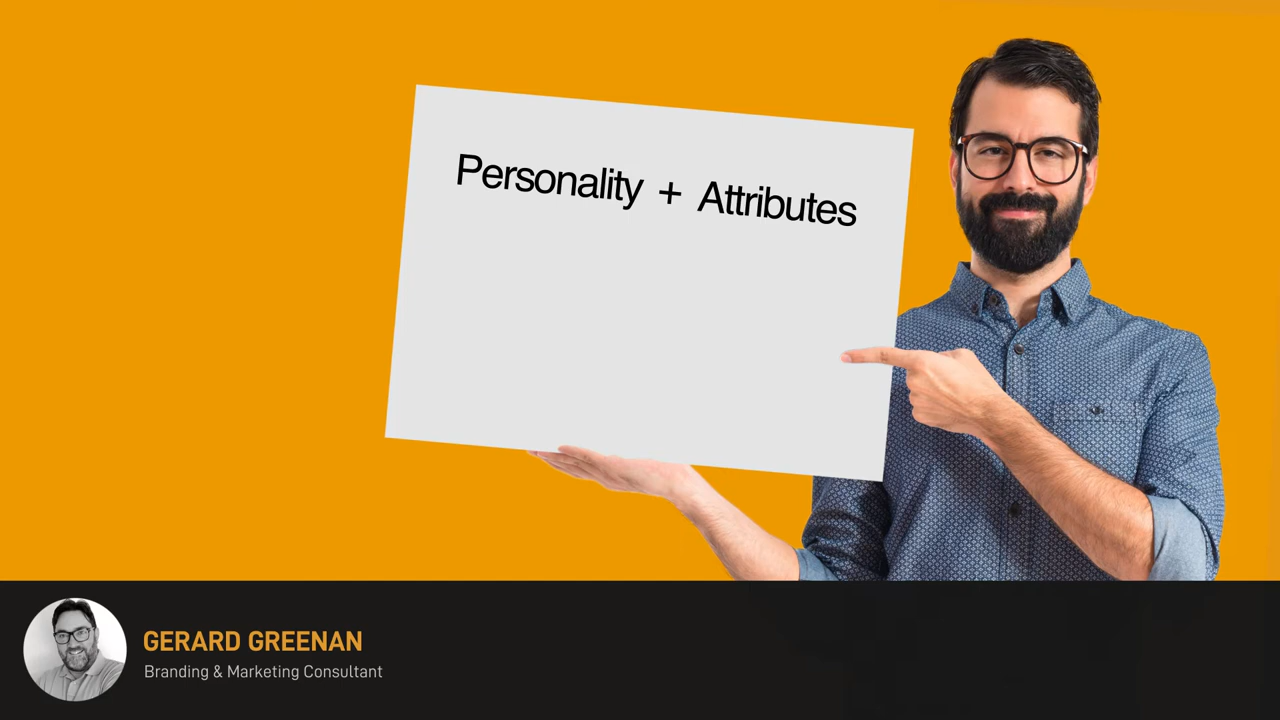 Personality + Attributes
GERARD GREENAN
Branding & Marketing Consultant